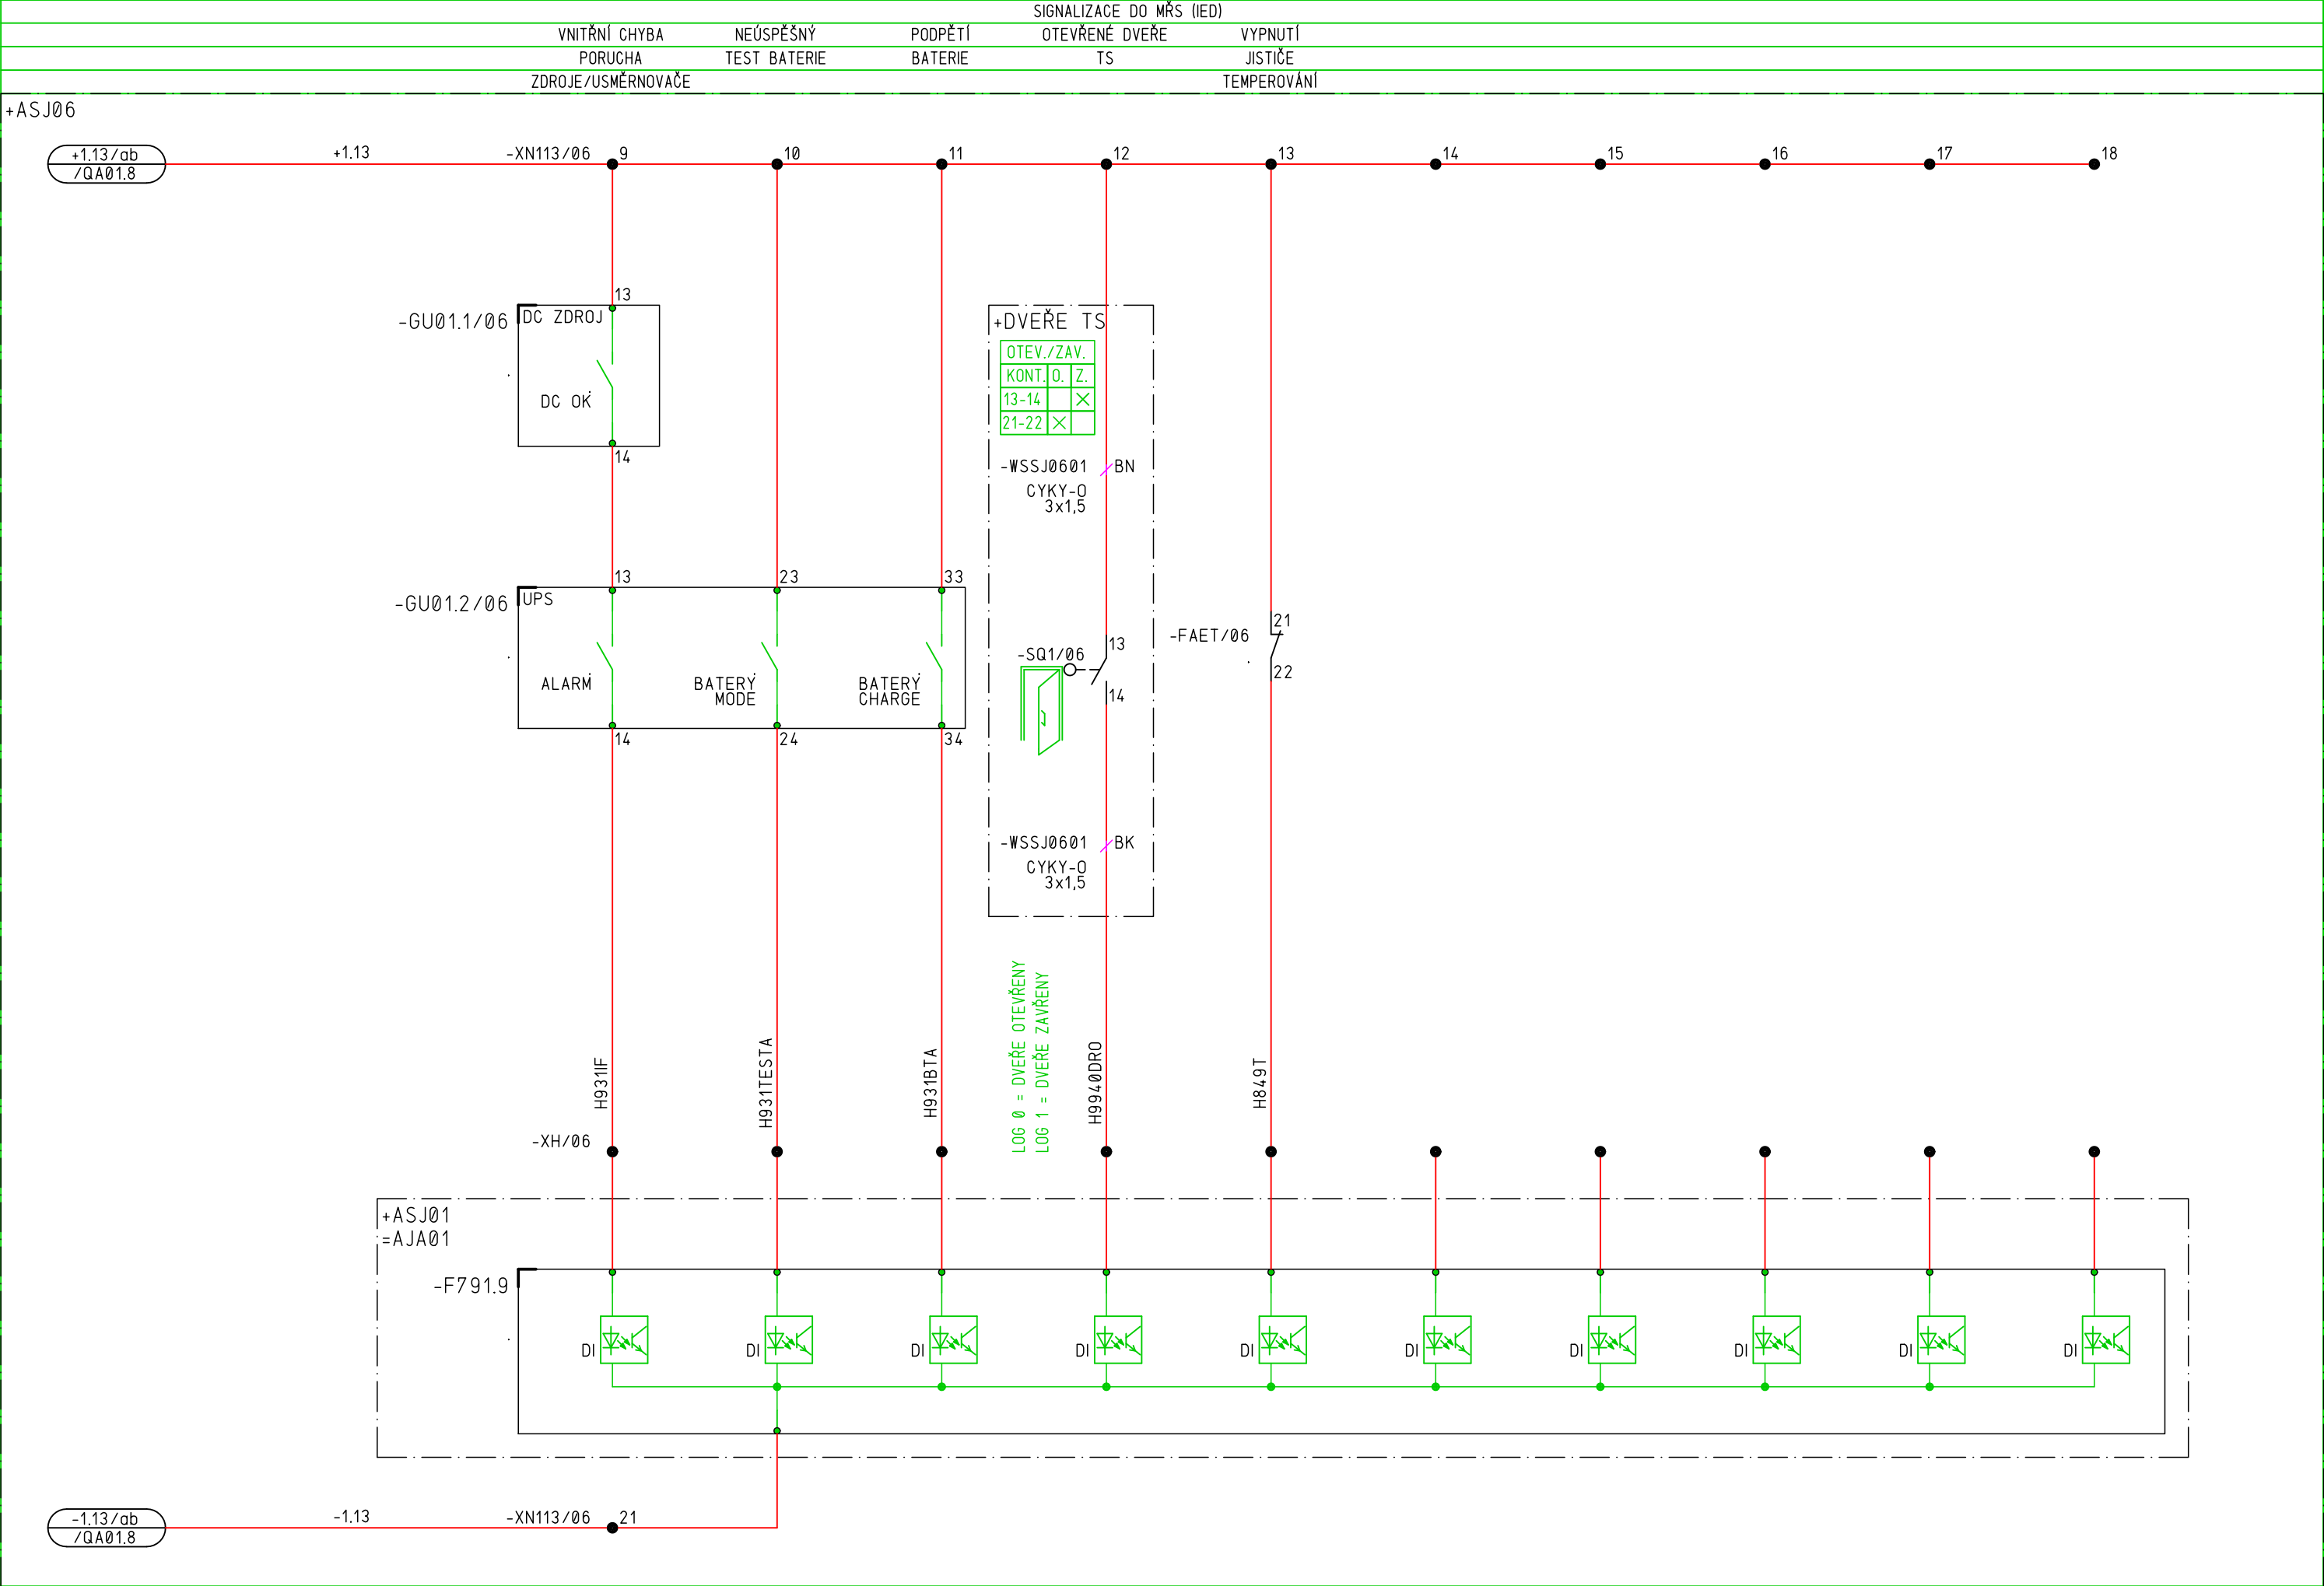 SIGNALIZACE DO MŘS (IED)
VNITŘNÍ CHYBA NEÚSPĚŠNÝ PODPĚTÍ OTEVŘENÉ DVEŘE VYPNUTÍ
PORUCHA TEST BATERIE BATERIE TS JISTIČE
ZDROJE/USMĚRNOVAČE TEMPEROVÁNÍ
+ASJ06
+1.13/ab
/QA01.8
+1.13
-XN113/06 9 10 11 12 13 14 15 16 17 18
13
-GU01.1/06
DC ZDROJ
DC OK
14
+DVEŘE TS
OTEV./ZAV.
KONT. O. Z.
13-14 X
21-22 X
-WSSJ0601 BN
CYKY-O
3x1,5
13 23 33
-GU01.2/06
UPS
ALARM
BATERY
MODE
BATERY
CHARGE
14 24 34
-SQ1/06
13
14
-FAET/06
21
22
-WSSJ0601 BK
CYKY-O
3x1,5
LOG 0 = DVEŘE OTEVŘENY
LOG 1 = DVEŘE ZAVŘENY
H931IF
H931TESTA
H931BTA
H9940DRO
H849T
-XH/06
+ASJ01
=AJA01
-F791.9
DI DI DI DI DI DI DI DI DI DI
-1.13/ab
/QA01.8
-1.13
-XN113/06 21